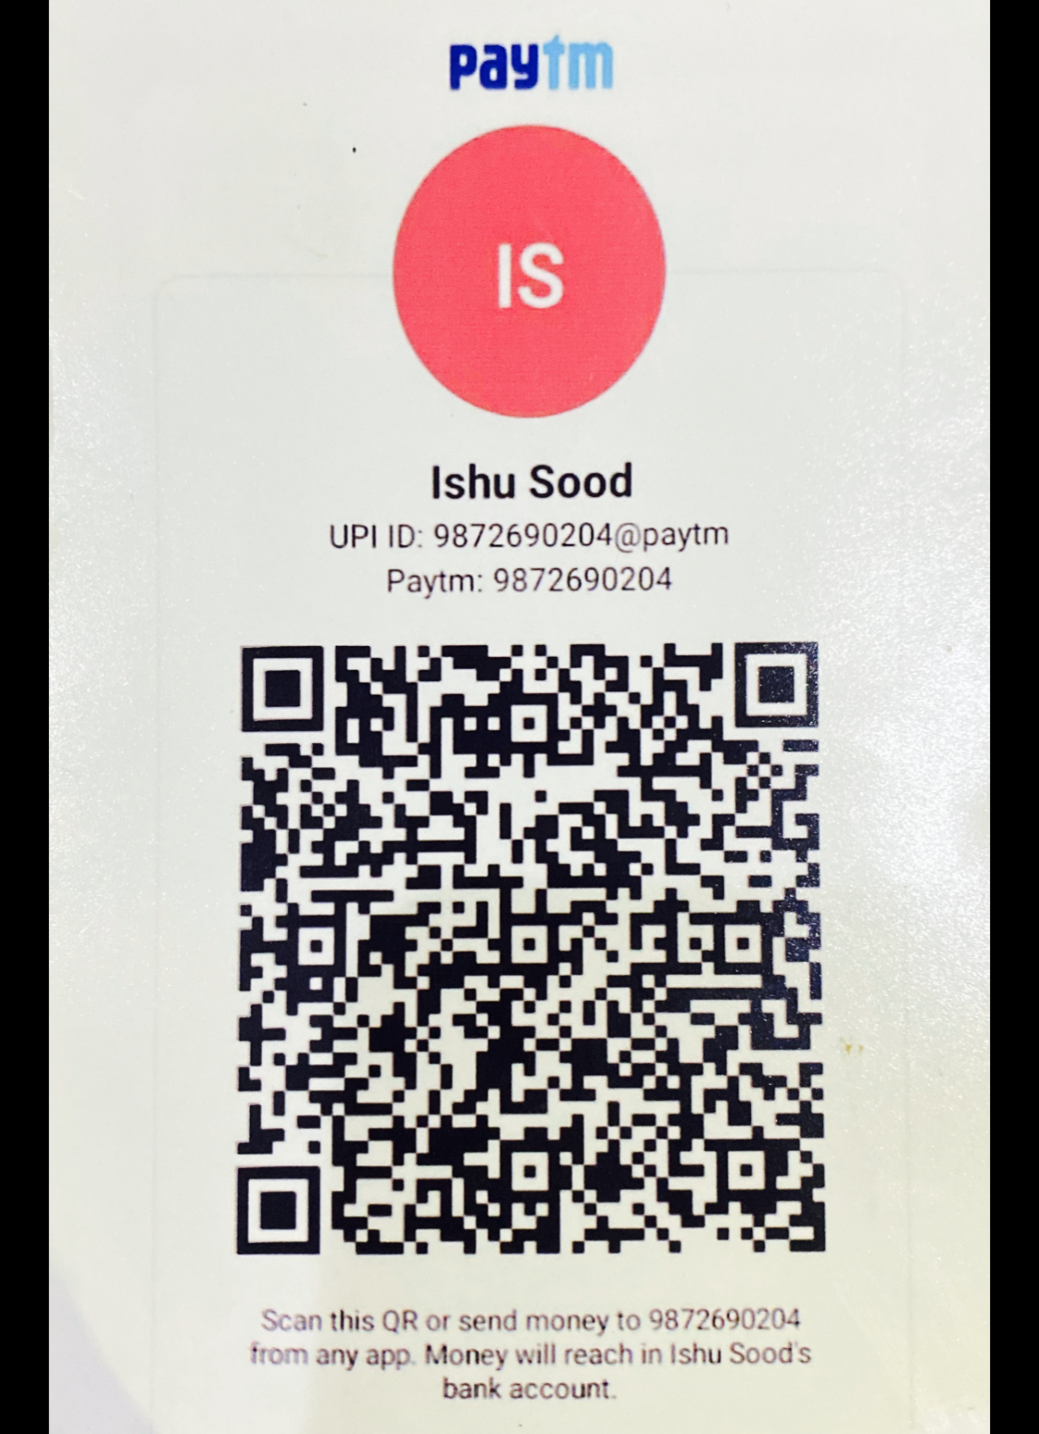 paytm
IS
Ishu Sood
UPI ID: 9872690204@paytm
Paytm: 9872690204
Scan this QR or send money to 9872690204
from any app. Money will reach in Ishu Sood's
bank account.